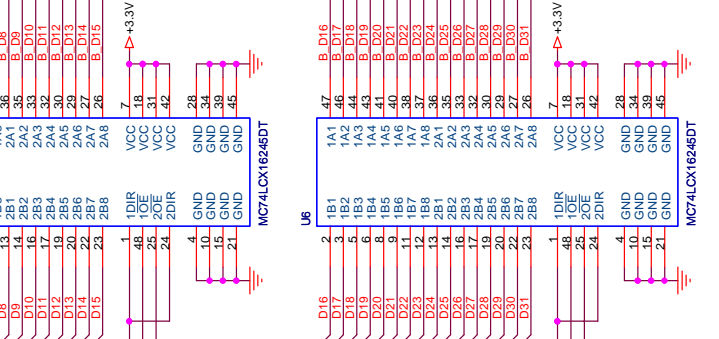 B_D8
B_D9
B_D10
B_D11
B_D12
B_D13
B_D14
B_D15
+3.3V
B_D16
B_D17
B_D18
B_D19
B_D20
B_D21
B_D22
B_D23
B_D24
B_D25
B_D26
B_D27
B_D28
B_D29
B_D30
B_D31
+3.3V
36
35
33
32
30
29
27
26
7
18
31
42
28
34
39
45
47
46
44
43
41
40
38
37
36
35
33
32
30
29
27
26
7
18
31
42
28
34
39
45
2A1
2A2
2A3
2A4
2A5
2A6
2A7
2A8
VCC
VCC
VCC
VCC
GND
GND
GND
GND
1A1
1A2
1A3
1A4
1A5
1A6
1A7
1A8
2A1
2A2
2A3
2A4
2A5
2A6
2A7
2A8
VCC
VCC
VCC
VCC
GND
GND
GND
GND
MC74LCX16245DT
U6
MC74LCX16245DT
2B1
2B2
2B3
2B4
2B5
2B6
2B7
2B8
1DIR
1OE
2OE
2DIR
GND
GND
GND
GND
1B1
1B2
1B3
1B4
1B5
1B6
1B7
1B8
2B1
2B2
2B3
2B4
2B5
2B6
2B7
2B8
1DIR
1OE
2OE
2DIR
GND
GND
GND
GND
13
14
16
17
19
20
22
23
1
48
25
24
4
10
15
21
2
3
5
6
8
9
11
12
13
14
16
17
19
20
22
23
1
48
25
24
4
10
15
21
D8
D9
D10
D11
D12
D13
D14
D15
D16
D17
D18
D19
D20
D21
D22
D23
D24
D25
D26
D27
D28
D29
D30
D31